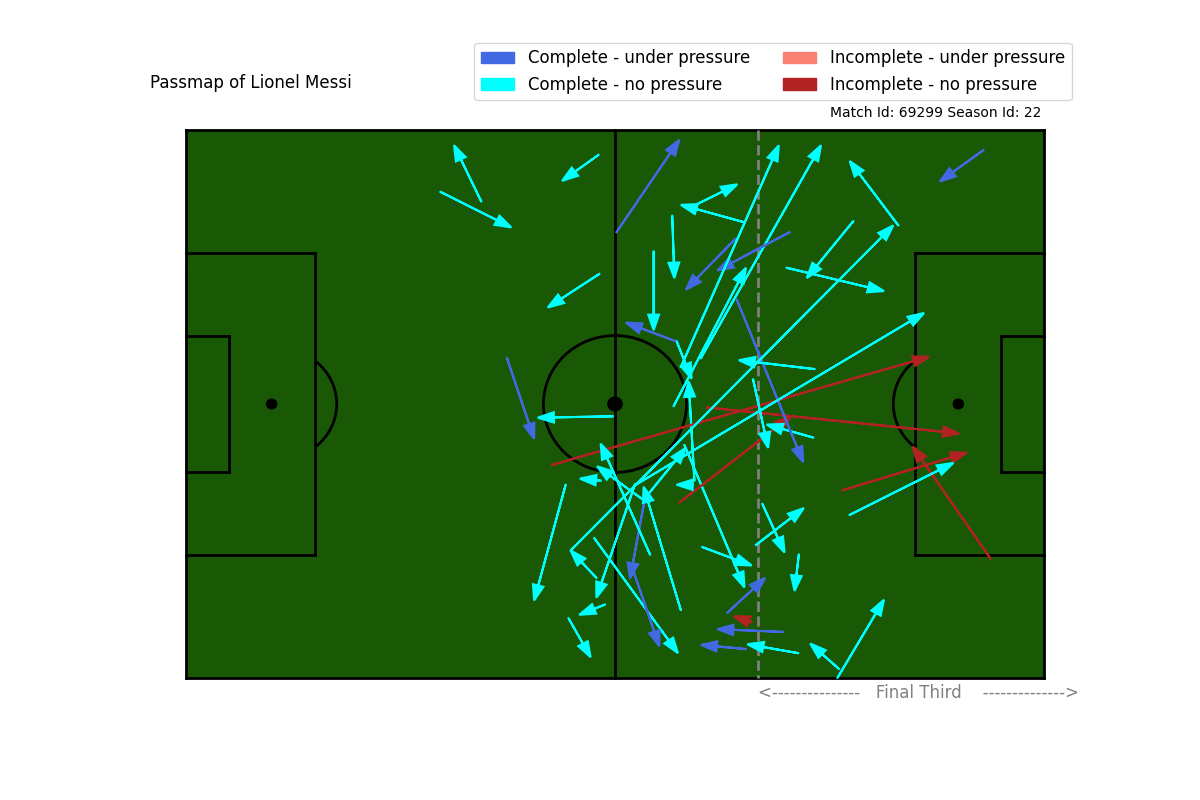 Passmap of Lionel Messi
Complete - under pressure
Complete - no pressure
Incomplete - under pressure
Incomplete - no pressure
Match Id: 69299 Season Id: 22
<--------------- Final Third -------------->